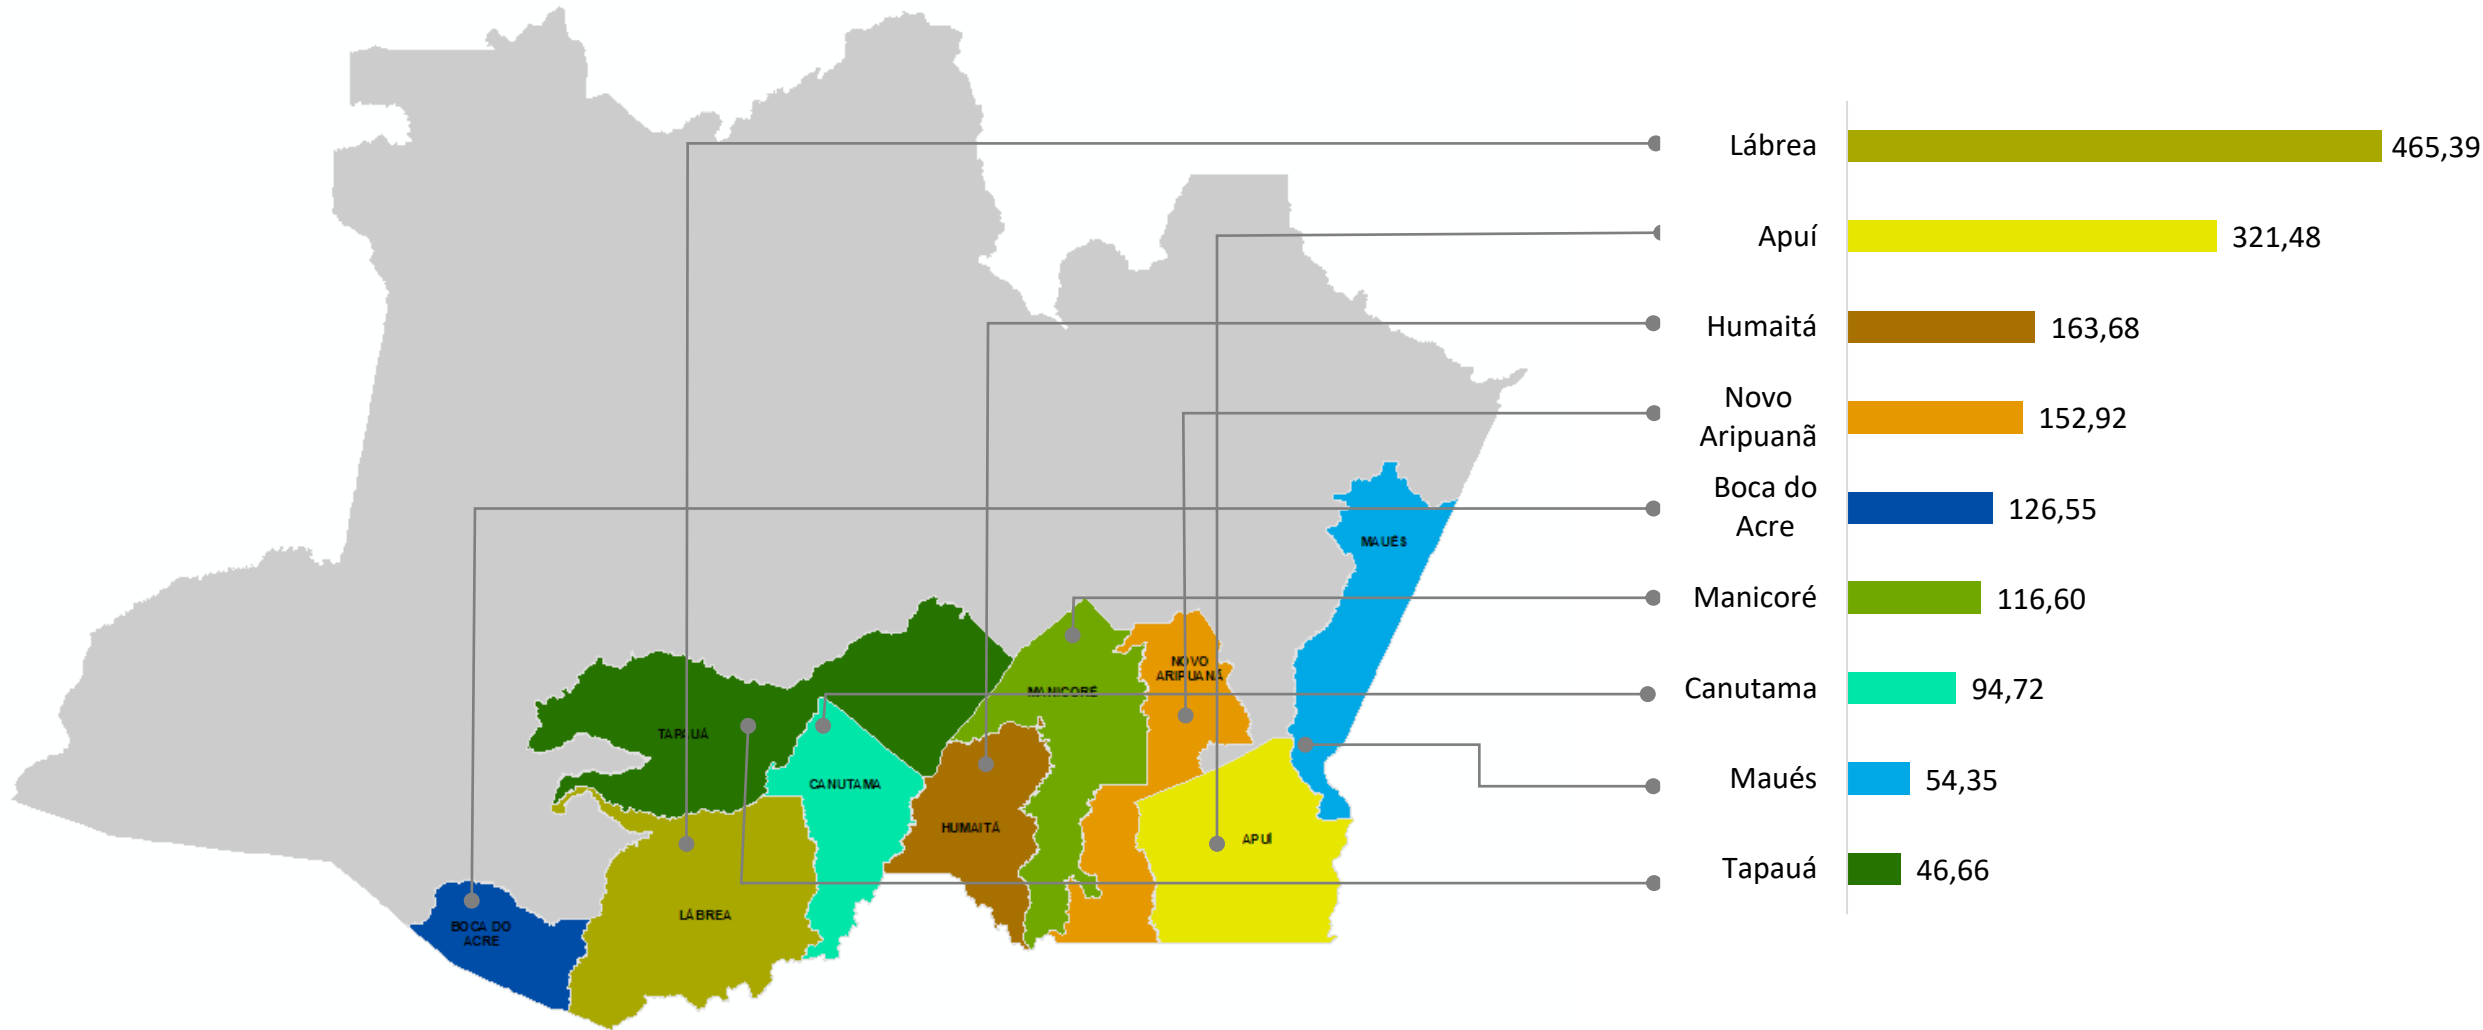 Lábrea
465,39
Apuí
321,48
Humaitá
163,68
Novo
Aripuanã
152,92
Boca do
Acre
126,55
Manicoré
116,60
Canutama
94,72
Maués
54,35
Tapauá
46,66
MAUÉS
NOVO
ARIPUANÃ
MANICORÉ
TAPAUÁ
CANUTAMA
HUMAITÁ
APUÍ
LÁBREA
BOCA DO
ACRE